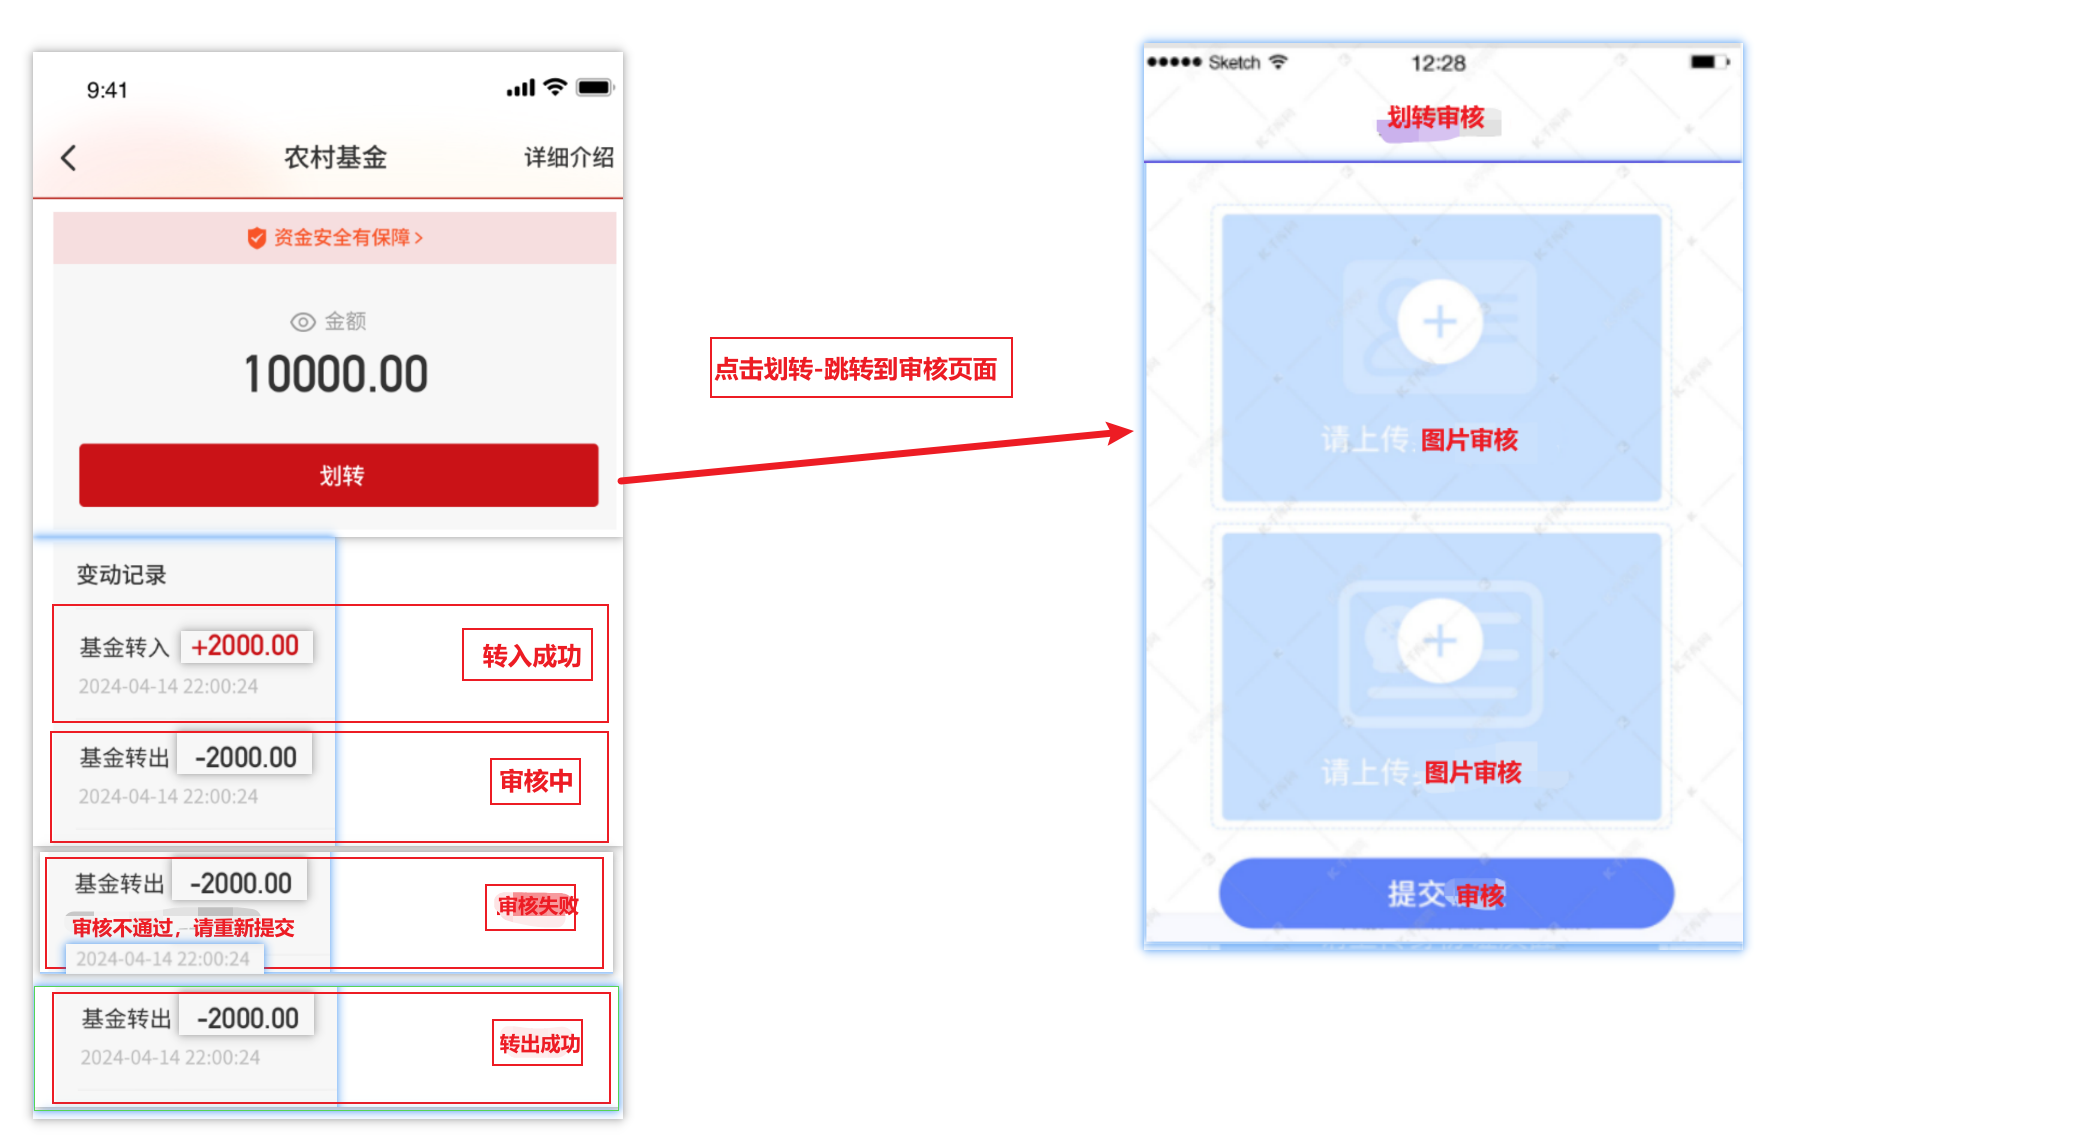 9:41
农村基金
详细介绍
资金安全有保障
金额
10000.00
划转
变动记录
基金转入 +2000.00
2024-04-14 22:00:24
转入成功
基金转出 -2000.00
2024-04-14 22:00:24
审核中
基金转出 -2000.00
审核不通过，请重新提交
2024-04-14 22:00:24
审核失败
基金转出 -2000.00
2024-04-14 22:00:24
转出成功
点击划转-跳转到审核页面
Sketch
12:28
划转审核
请上传 图片审核
请上传 图片审核
提交 审核